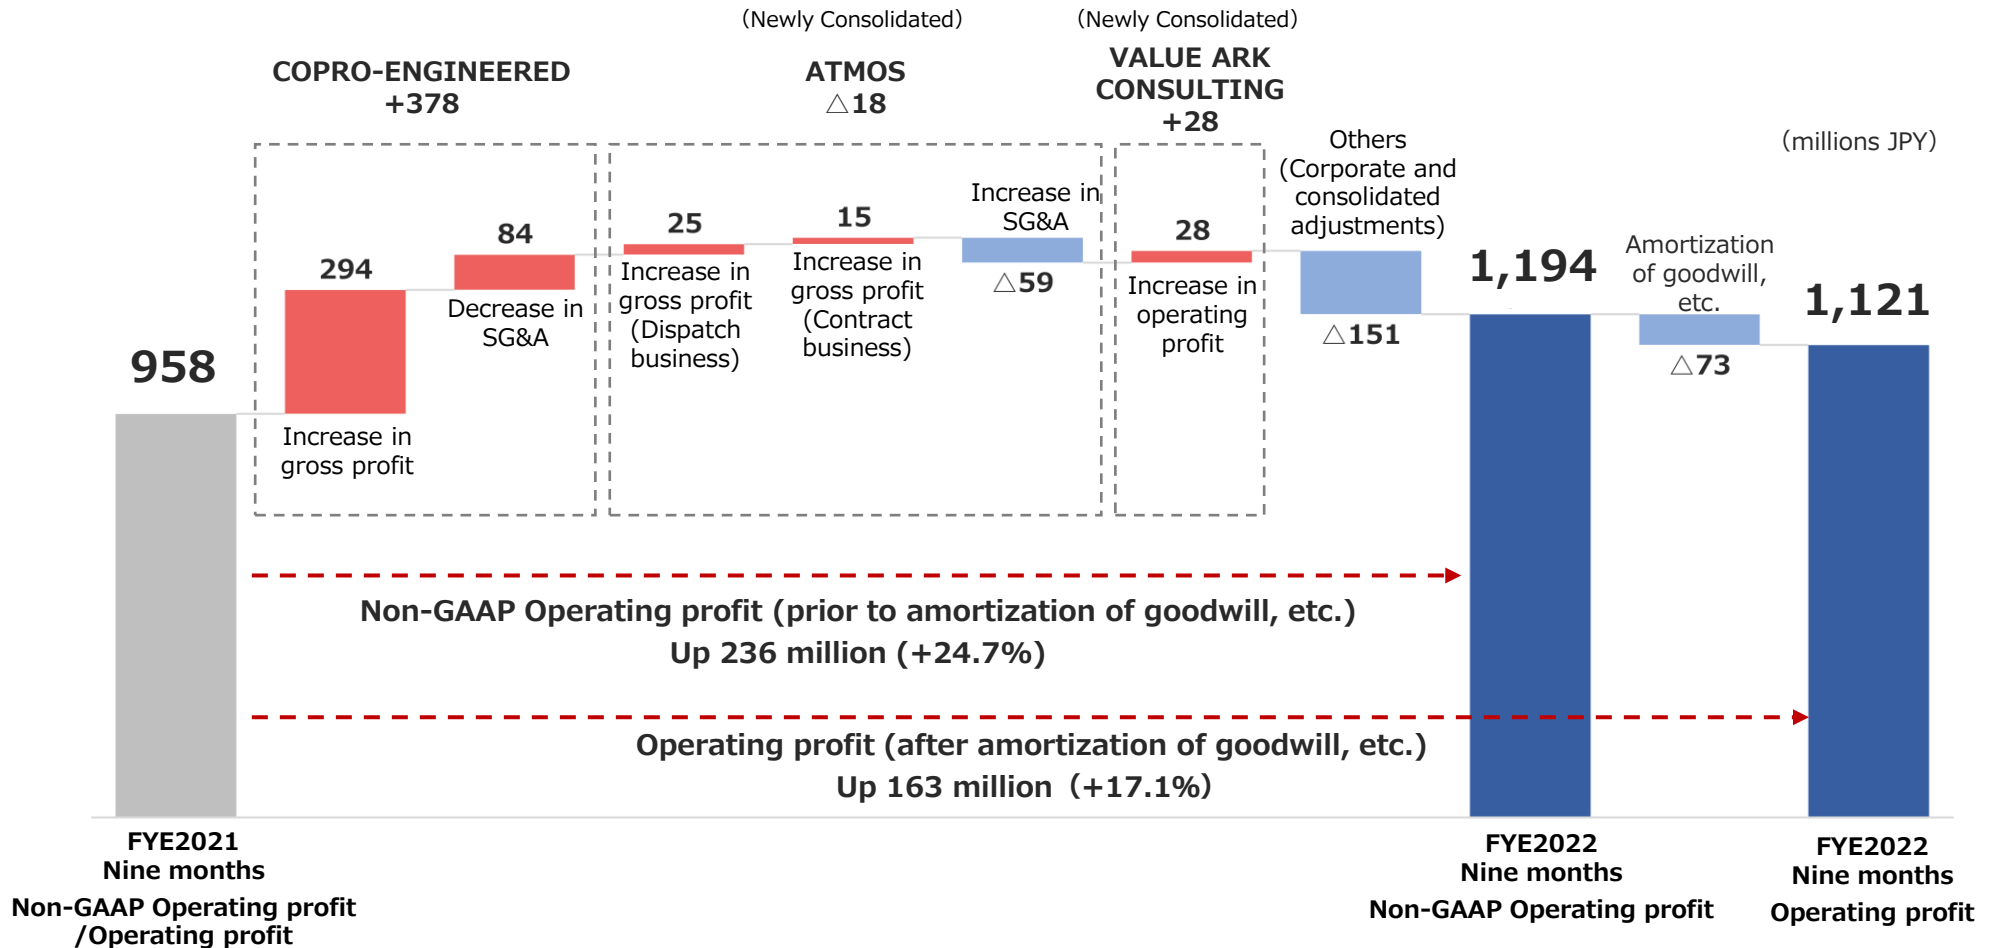 (Newly Consolidated)
(Newly Consolidated)
COPRO-ENGINEERED
+378
ATMOS
△18
VALUE ARK
CONSULTING
+28
(millions JPY)
Others
(Corporate and
consolidated
adjustments)
294
Increase in
gross profit
84
Decrease in
SG&A
25
Increase in
gross profit
(Dispatch
business)
15
Increase in
gross profit
(Contract
business)
Increase in
SG&A
△59
28
Increase in
operating
profit
△151
958
1,194
Amortization
of goodwill,
etc.
△73
1,121
Non-GAAP Operating profit (prior to amortization of goodwill, etc.)
Up 236 million (+24.7%)
Operating profit (after amortization of goodwill, etc.)
Up 163 million (+17.1%)
FYE2021
Nine months
Non-GAAP Operating profit
/Operating profit
FYE2022
Nine months
Non-GAAP Operating profit
FYE2022
Nine months
Operating profit